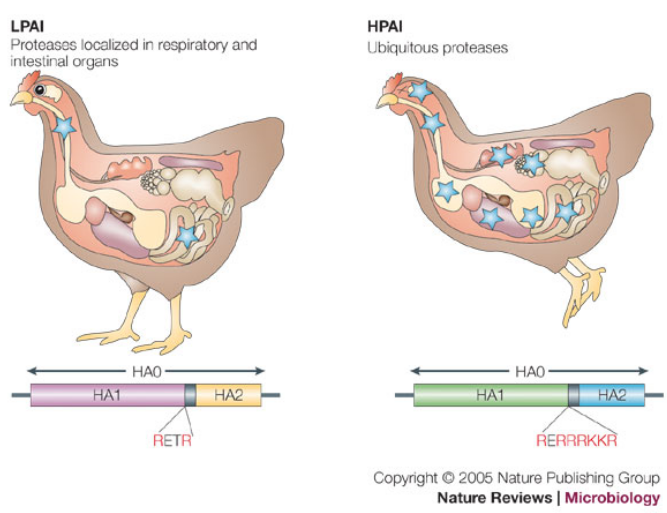 LPAI
Proteases localized in respiratory and
intestinal organs
HPAI
Ubiquitous proteases
HA0
HA1
HA2
RETR
HA0
HA1
HA2
RERRRKKR
Copyright © 2005 Nature Publishing Group
Nature Reviews | Microbiology